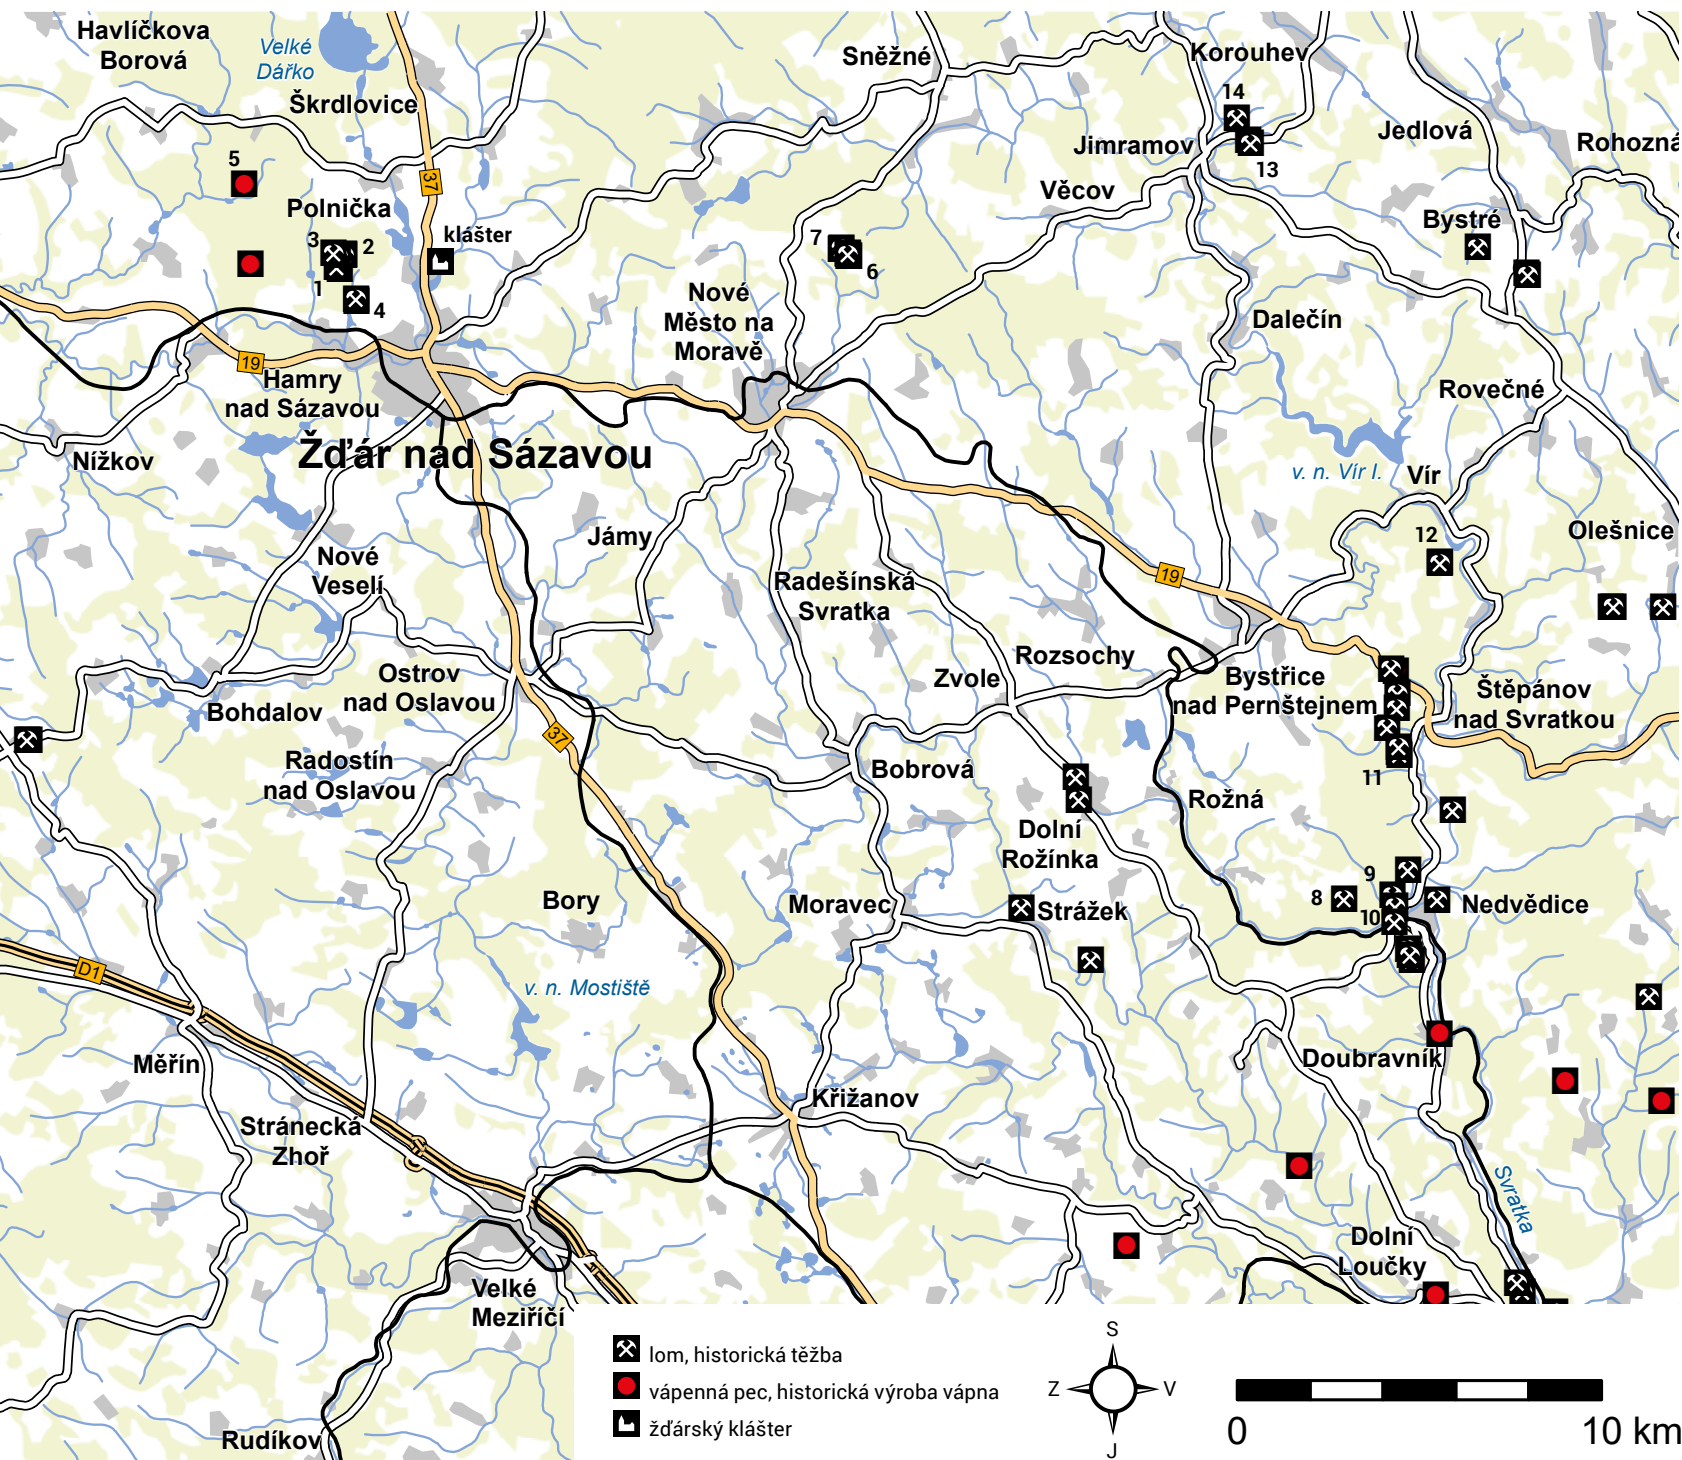 Havlíčkova
Borová
Velké
Dářko
Škrdlovice
Sněžné
Korouhev
14
13
Jimramov
Jedlová
Rohozná
Věcov
Bystré
5
37
Polnička
3
2
1
4
klášter
7
6
Nové
Město na
Moravě
Dalečín
19
Hamry
nad Sázavou
Rovečné
Žďár nad Sázavou
Nížkov
v. n. Vír I.
Vír
12
Olešnice
Jámy
Nové
Veselí
Radešínská
Svratka
19
Rozsochy
Zvole
Bystřice
nad Pernštejnem
Štěpánov
nad Svratkou
Ostrov
nad Oslavou
Bohdalov
37
Radostín
nad Oslavou
Bobrová
11
Rožná
Dolní
Rožínka
9
8
10
Nedvědice
Bory
Moravec
Strážek
D1
v. n. Mostiště
Měřín
Doubravník
Křižanov
Stránecká
Zhoř
Svratka
Dolní
Loučky
Velké
Meziříčí
Rudíkov
lom, historická těžba
vápenná pec, historická výroba vápna
žďárský klášter
S
Z
V
J
0
10 km